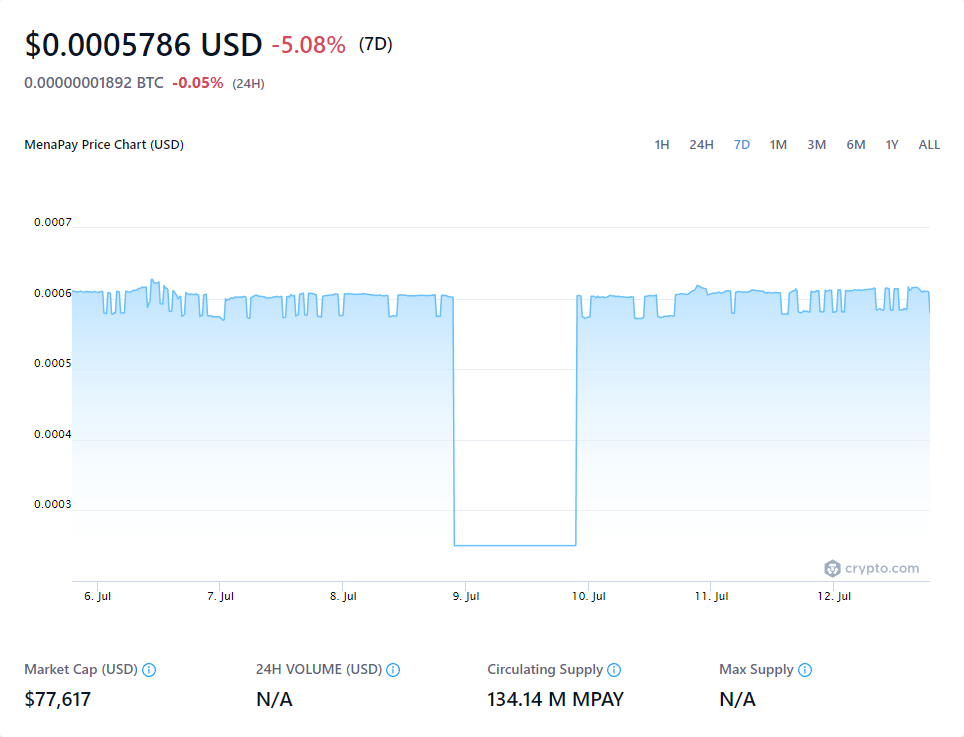 $0.0005786 USD -5.08% (7D)
0.00000001892 BTC -0.05% (24H)
MenaPay Price Chart (USD) 1H 24H 7D 1M 3M 6M 1Y ALL
0.0007
0.0006
0.0005
0.0004
0.0003
crypto.com
6. Jul 7. Jul 8. Jul 9. Jul 10. Jul 11. Jul 12. Jul
Market Cap (USD) 24H VOLUME (USD) Circulating Supply Max Supply
$77,617 N/A 134.14 M MPAY N/A